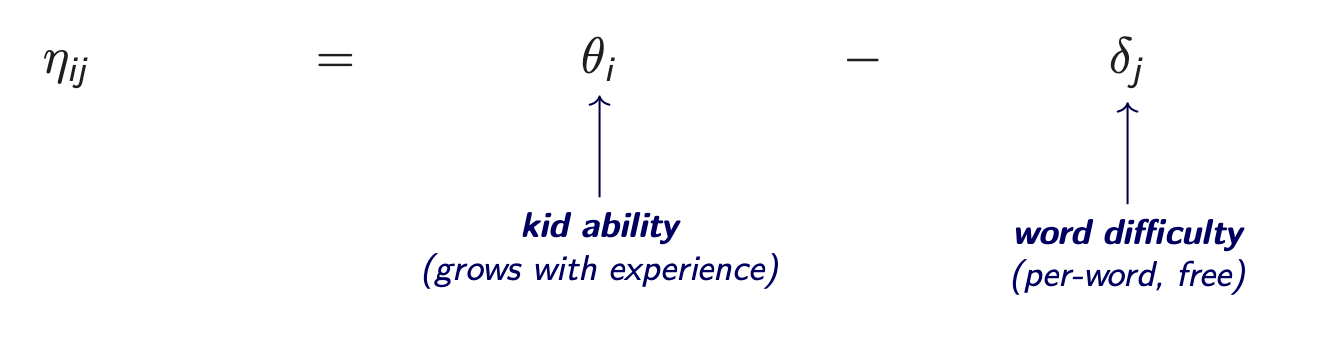 ηij = θi − δj
kid ability
(grows with experience)
word difficulty
(per-word, free)